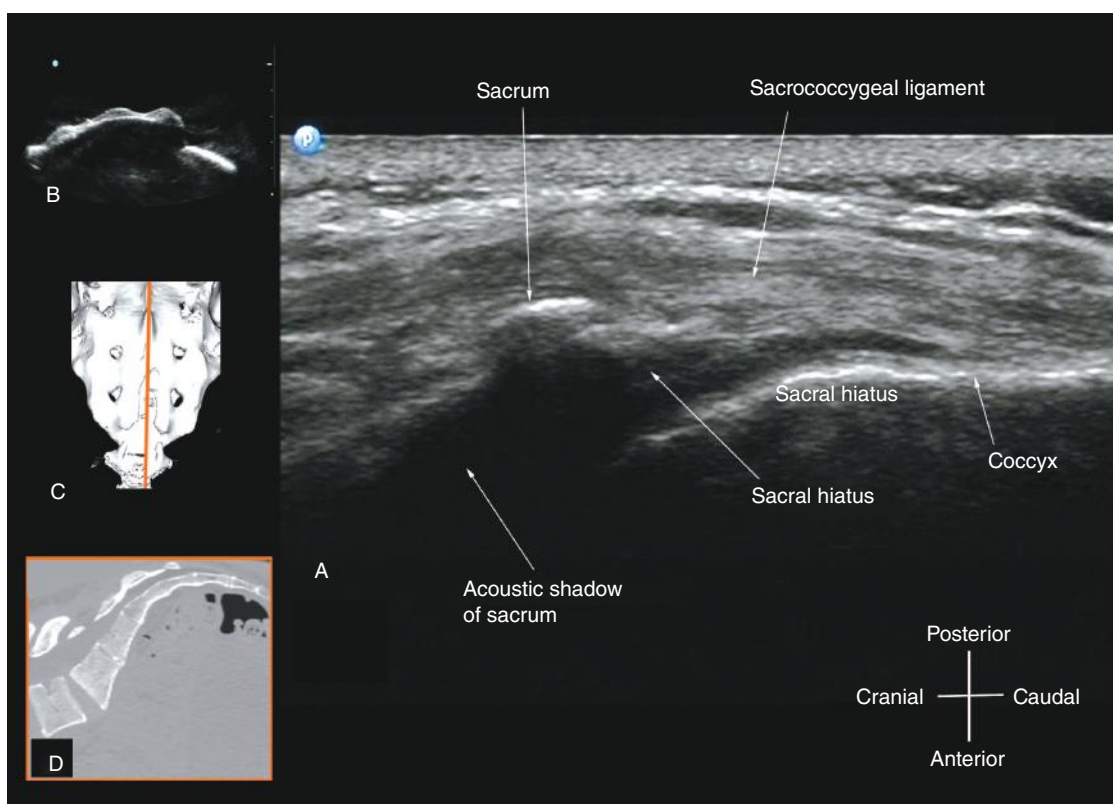 Sacrum
Sacrococcygeal ligament
P
B
Sacral hiatus
Coccyx
C
Sacral hiatus
A
Acoustic shadow
of sacrum
Posterior
Cranial
Caudal
Anterior
D